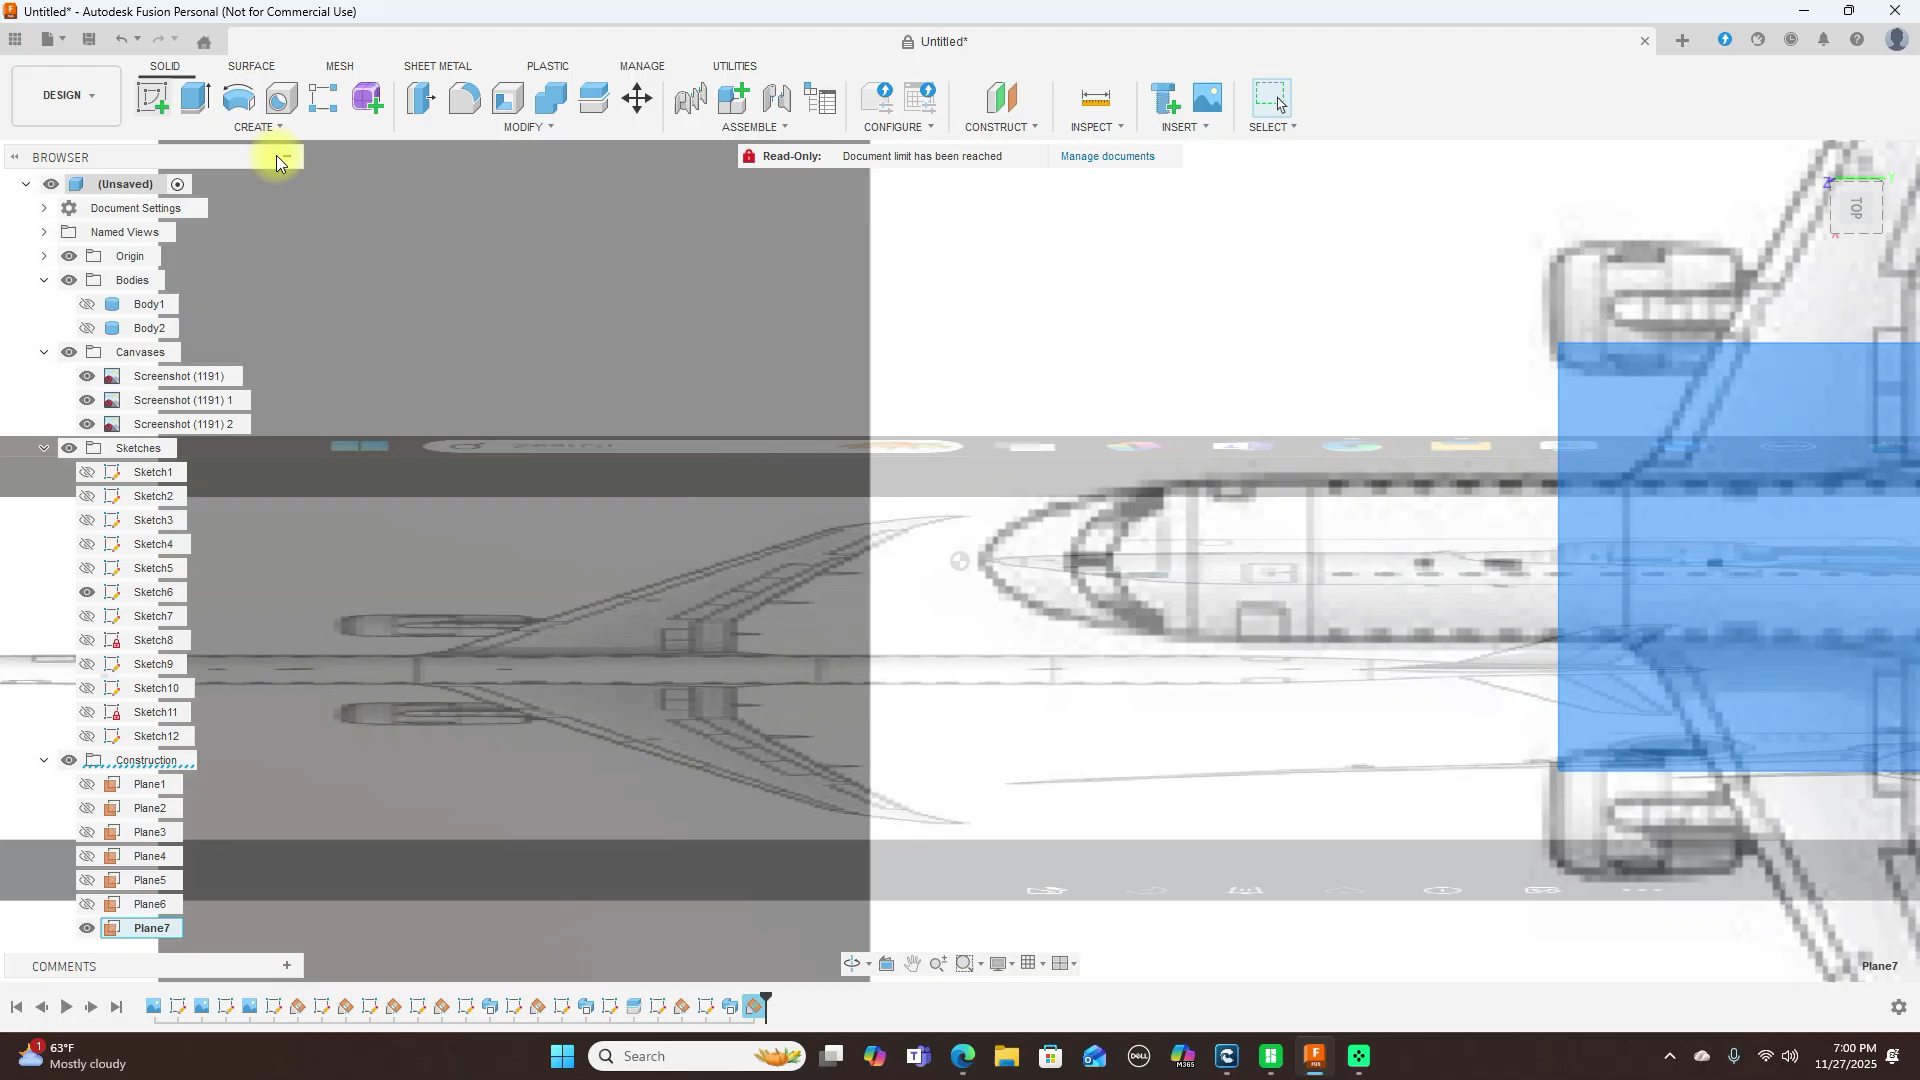 Untitled* - Autodesk Fusion Personal (Not for Commercial Use)
Untitled*
DESIGN
SOLID
SURFACE
MESH
SHEET METAL
PLASTIC
MANAGE
UTILITIES
CREATE
MODIFY
ASSEMBLE
CONFIGURE
CONSTRUCT
INSPECT
INSERT
SELECT
BROWSER
Read-Only: Document limit has been reached Manage documents
(Unsaved)
Document Settings
Named Views
Origin
Bodies
Body1
Body2
Canvases
Screenshot (1191)
Screenshot (1191) 1
Screenshot (1191) 2
Sketches
Sketch1
Sketch2
Sketch3
Sketch4
Sketch5
Sketch6
Sketch7
Sketch8
Sketch9
Sketch10
Sketch11
Sketch12
Construction
Plane1
Plane2
Plane3
Plane4
Plane5
Plane6
Plane7
Z
Y
X
TOP
COMMENTS
Plane7
1
63°F
Mostly cloudy
Search
DELL
M365
FUS
7:00 PM
11/27/2025